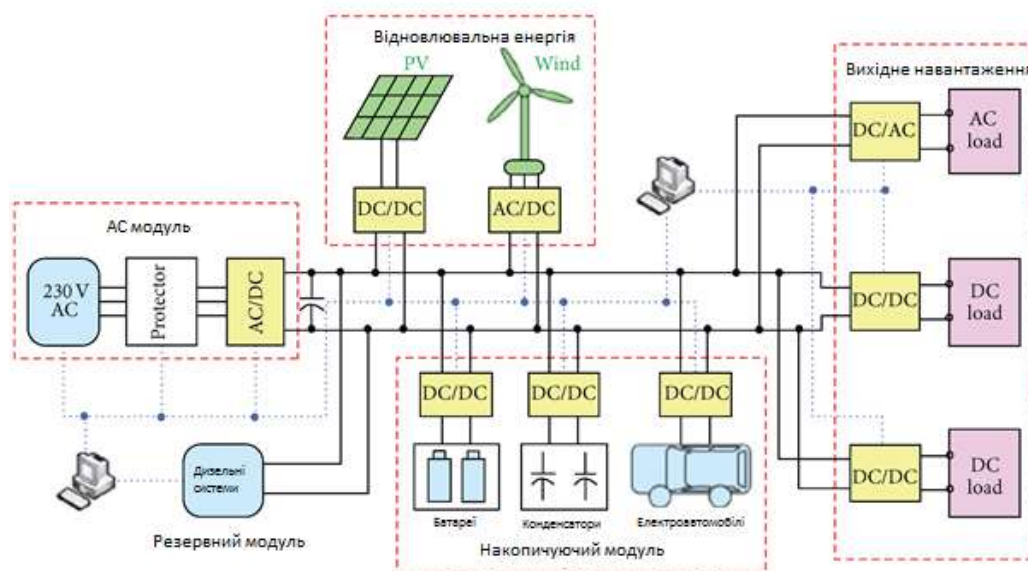 Відновлювальна енергія
PV
Wind
DC/DC
AC/DC
Вихідне навантаження
DC/AC
AC
load
AC модуль
230 V
AC
Protector
AC/DC
DC/DC
DC
load
DC/DC
DC/DC
DC/DC
Дизельні
системи
Резервний модуль
Батареї
Конденсатори
Електроавтомобілі
Накопичуючий модуль
DC/DC
DC
load